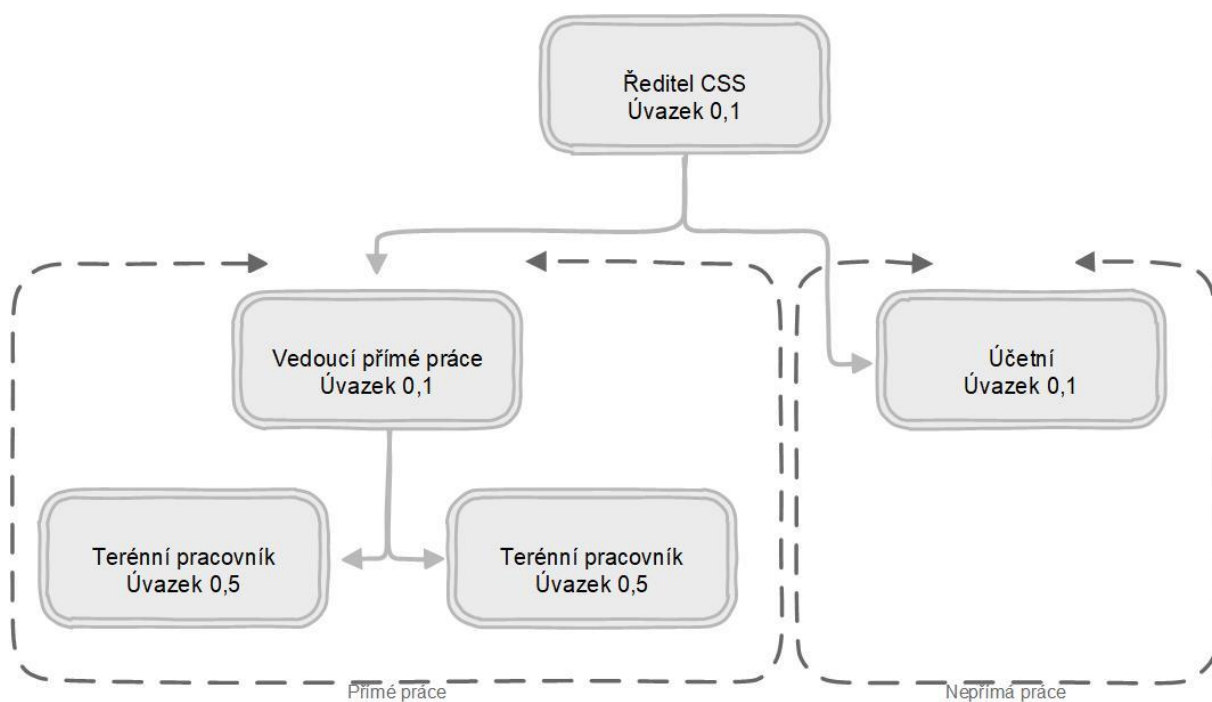 Ředitel CSS
Úvazek 0,1
Vedoucí přímé práce
Úvazek 0,1
Účetní
Úvazek 0,1
Terénní pracovník
Úvazek 0,5
Terénní pracovník
Úvazek 0,5
Přímé práce
Nepřímá práce